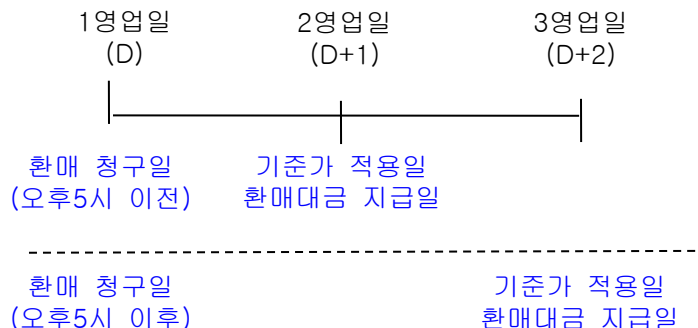 1영업일 2영업일 3영업일
(D) (D+1) (D+2)
환매 청구일 기준가 적용일
(오후5시 이전) 환매대금 지급일
환매 청구일 기준가 적용일
(오후5시 이후) 환매대금 지급일